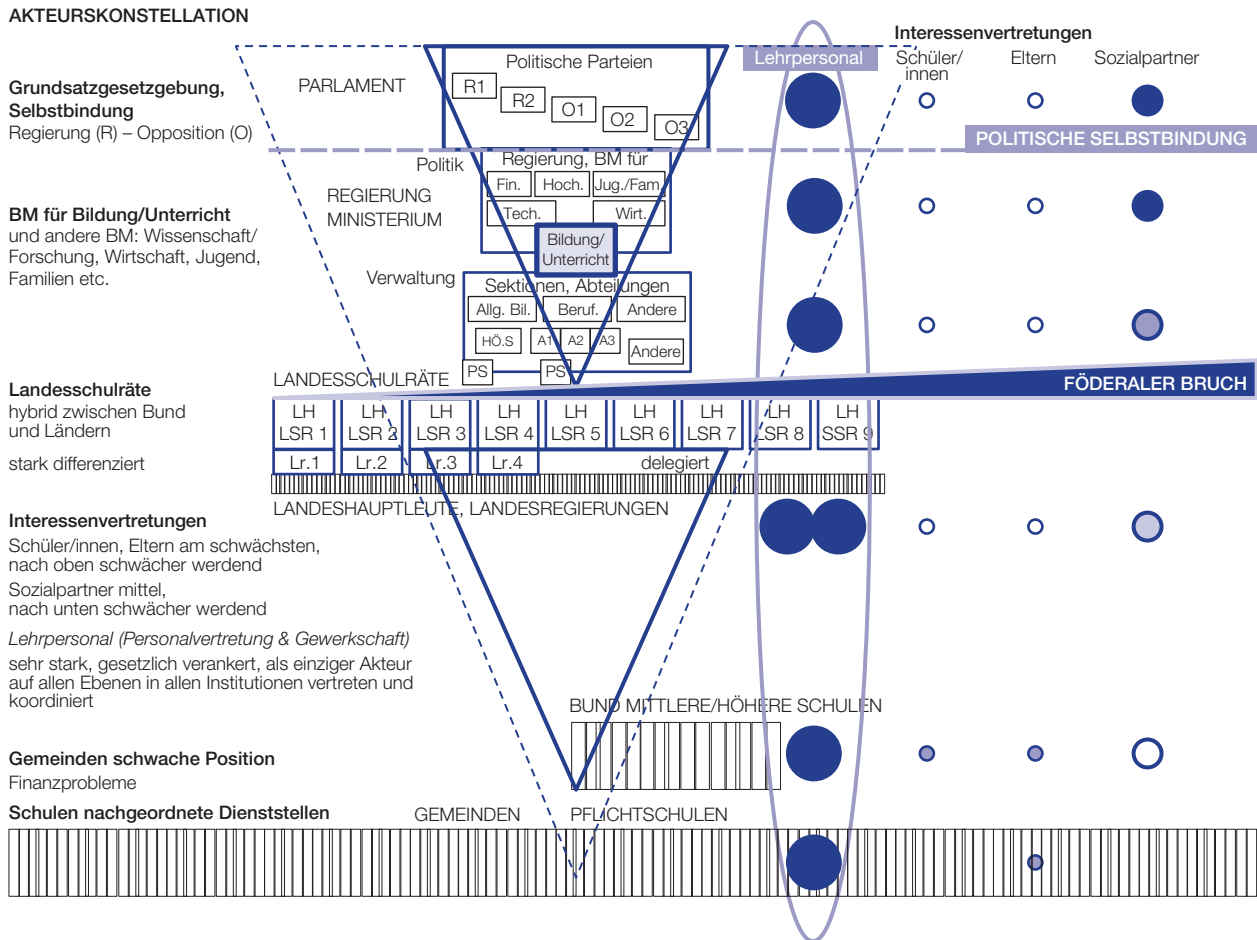 AKTEURSKONSTELLATION
Interessenvertretungen
Lehrpersonal
Schüler/
innen
Eltern
Sozialpartner
Grundsatzgesetzgebung,
Selbstbindung
Regierung (R) – Opposition (O)
PARLAMENT
Politische Parteien
R1
R2
O1
O2
O3
POLITISCHE SELBSTBINDUNG
Politik
Regierung, BM für
Fin.
Hoch.
Jug./Fam.
REGIERUNG
MINISTERIUM
Tech.
Wirt.
BM für Bildung/Unterricht
und andere BM: Wissenschaft/
Forschung, Wirtschaft, Jugend,
Familien etc.
Bildung/
Unterricht
Verwaltung
Sektionen, Abteilungen
Allg. Bil.
Beruf.
Andere
HÖ.S
A1
A2
A3
Andere
PS
PS
Landesschulräte
hybrid zwischen Bund
und Ländern
stark differenziert
LANDESSCHULRÄTE
FÖDERALER BRUCH
LH
LSR 1
LH
LSR 2
LH
LSR 3
LH
LSR 4
LH
LSR 5
LH
LSR 6
LH
LSR 7
LH
LSR 8
LH
SSR 9
Lr.1
Lr.2
Lr.3
Lr.4
delegiert
LANDESHAUPTLEUTE, LANDESREGIERUNGEN
Interessenvertretungen
Schüler/innen, Eltern am schwächsten,
nach oben schwächer werdend
Sozialpartner mittel,
nach unten schwächer werdend
Lehrpersonal (Personalvertretung & Gewerkschaft)
sehr stark, gesetzlich verankert, als einziger Akteur
auf allen Ebenen in allen Institutionen vertreten und
koordiniert
BUND MITTLERE/HÖHERE SCHULEN
Gemeinden schwache Position
Finanzprobleme
Schulen nachgeordnete Dienststellen
GEMEINDEN
PFLICHTSCHULEN